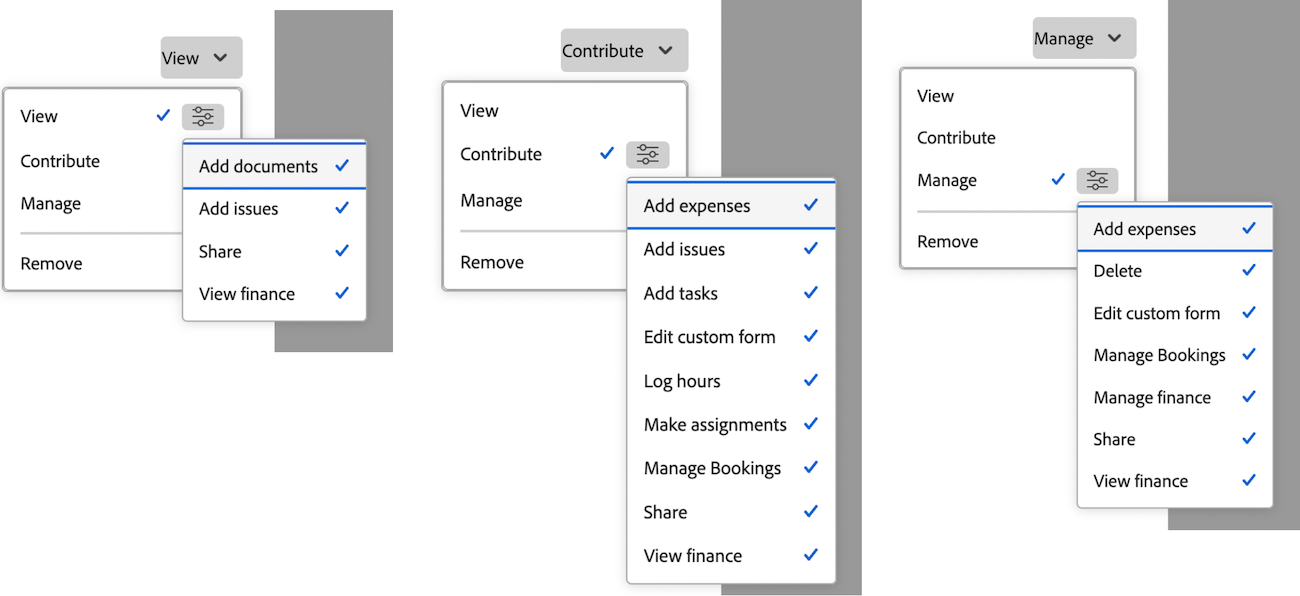 View
View
Contribute
Manage
Remove
Add documents
Add issues
Share
View finance
Contribute
View
Contribute
Manage
Remove
Add expenses
Add issues
Add tasks
Edit custom form
Log hours
Make assignments
Manage Bookings
Share
View finance
Manage
View
Contribute
Manage
Remove
Add expenses
Delete
Edit custom form
Manage Bookings
Manage finance
Share
View finance